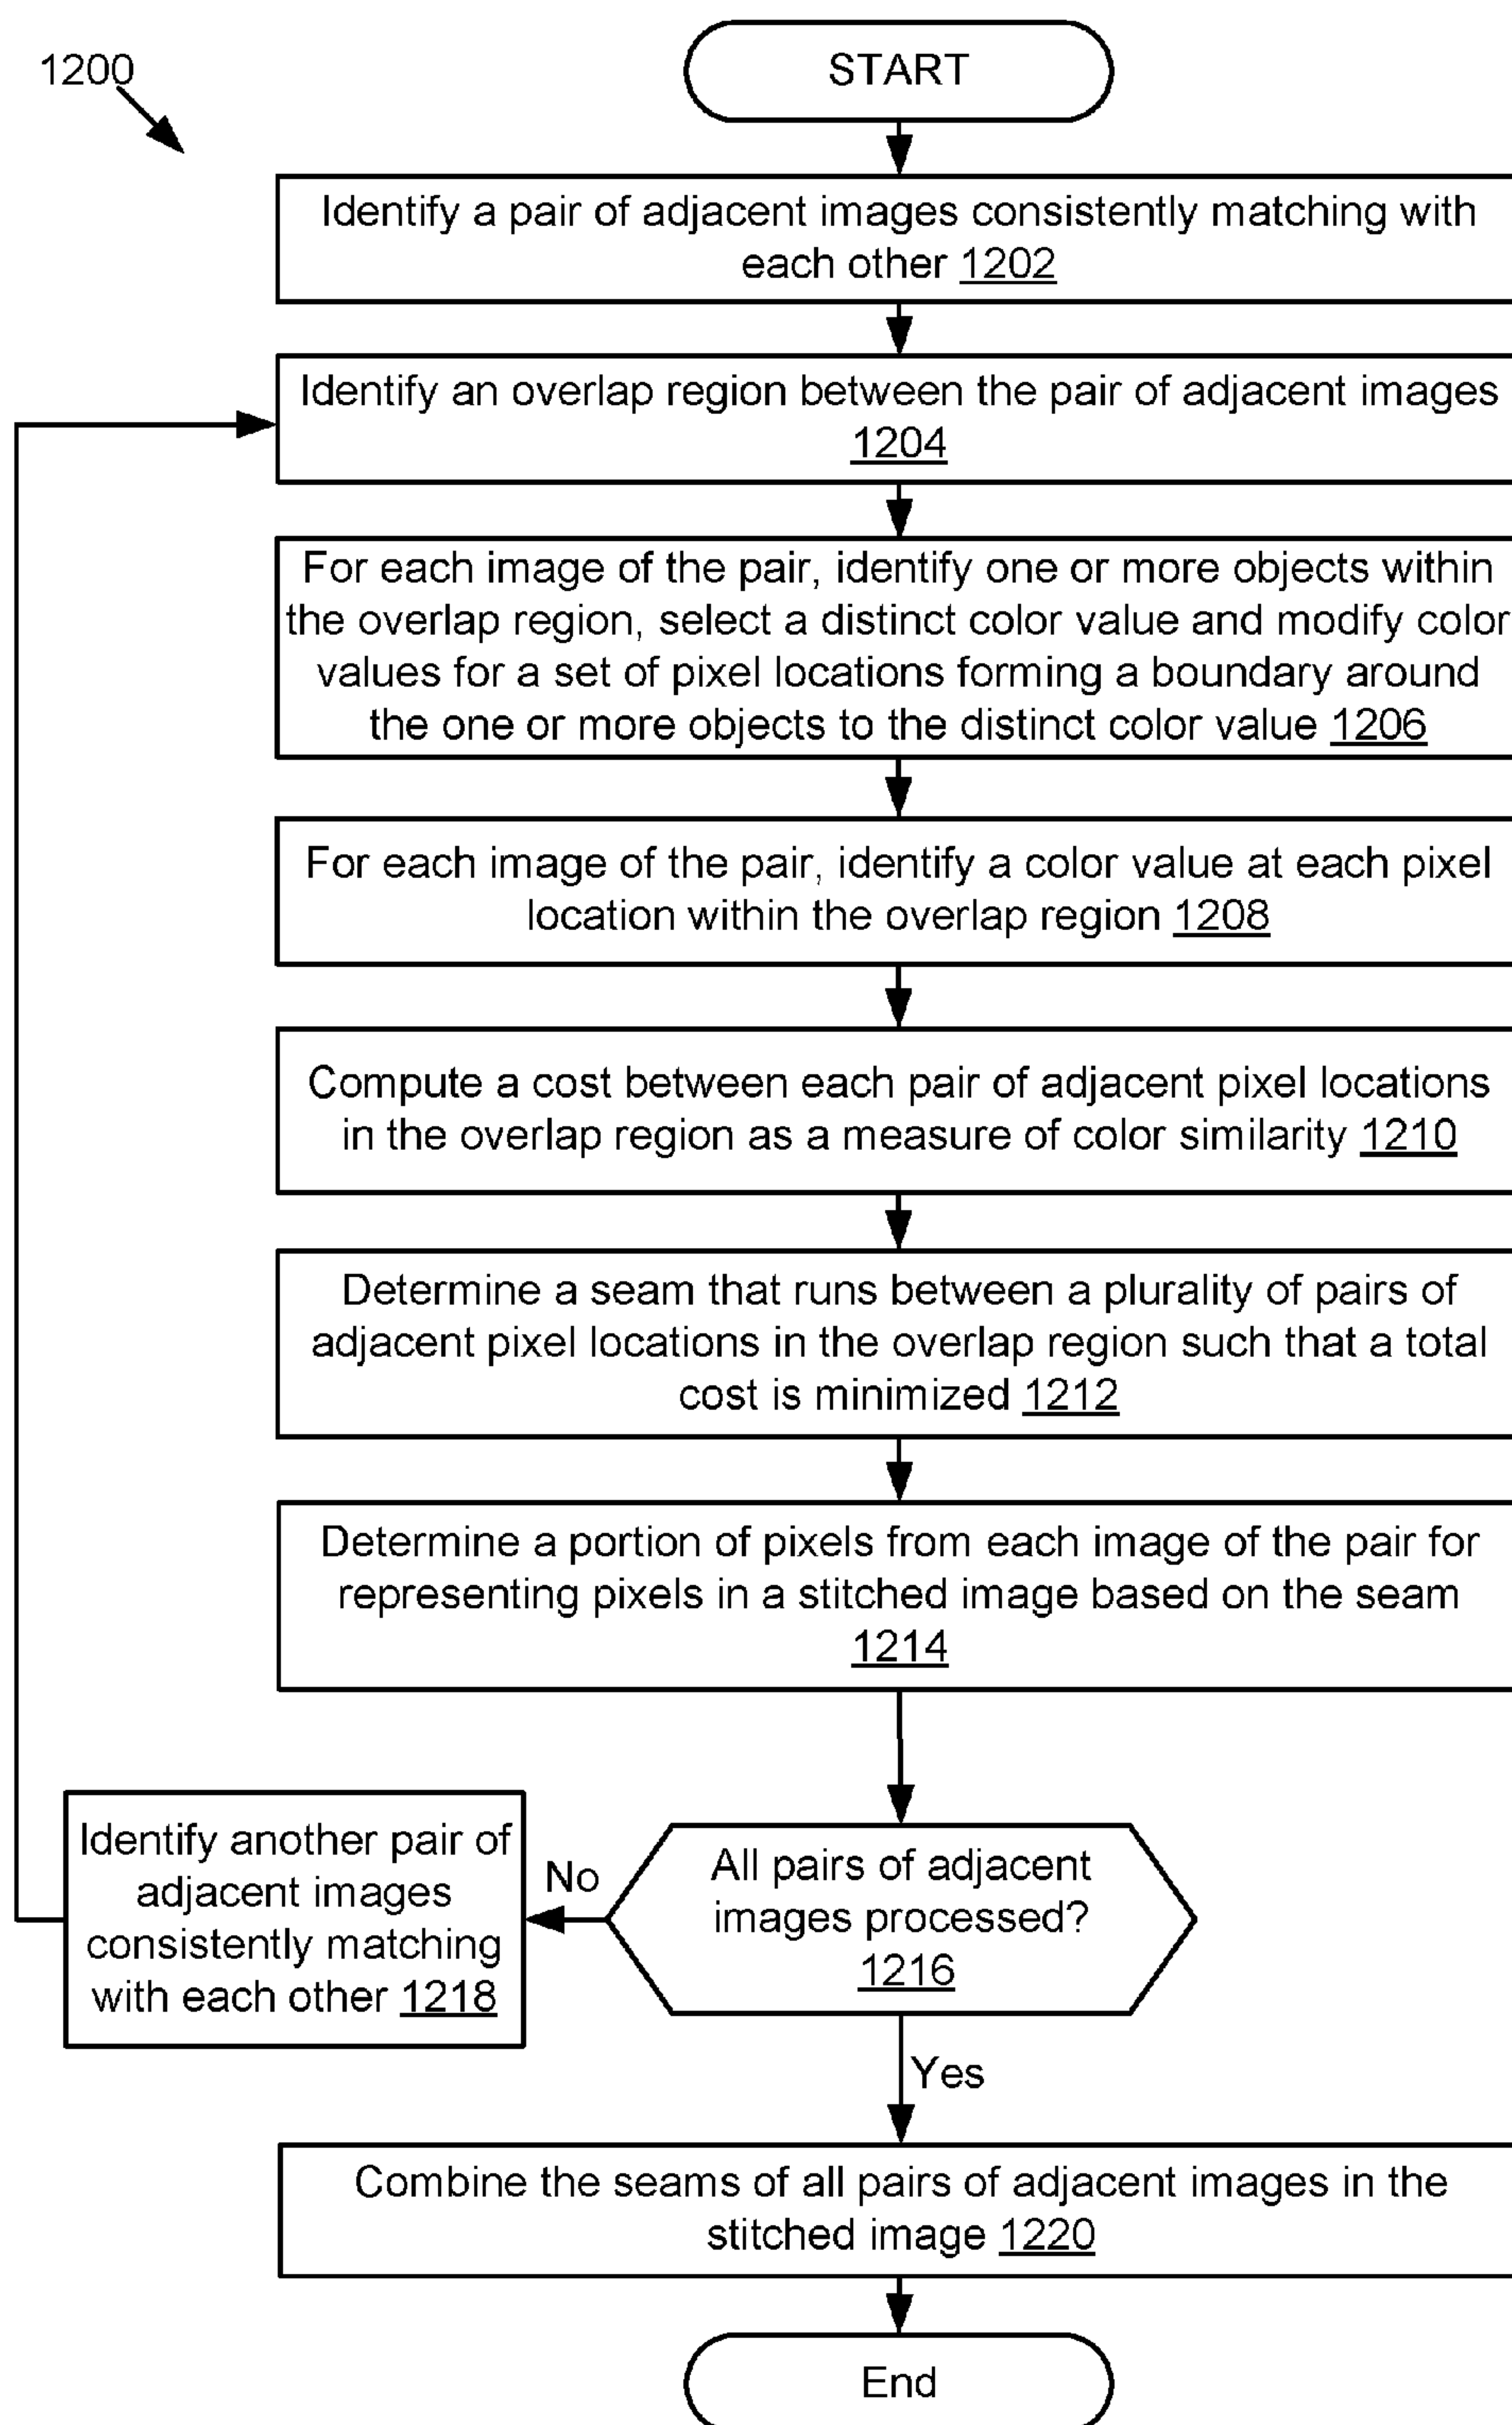 1200
START
Identify a pair of adjacent images consistently matching with
each other 1202
Identify an overlap region between the pair of adjacent images
1204
For each image of the pair, identify one or more objects within
the overlap region, select a distinct color value and modify color
values for a set of pixel locations forming a boundary around
the one or more objects to the distinct color value 1206
For each image of the pair, identify a color value at each pixel
location within the overlap region 1208
Compute a cost between each pair of adjacent pixel locations
in the overlap region as a measure of color similarity 1210
Determine a seam that runs between a plurality of pairs of
adjacent pixel locations in the overlap region such that a total
cost is minimized 1212
Determine a portion of pixels from each image of the pair for
representing pixels in a stitched image based on the seam
1214
All pairs of adjacent
images processed?
1216
No
Identify another pair of
adjacent images
consistently matching
with each other 1218
Yes
Combine the seams of all pairs of adjacent images in the
stitched image 1220
End